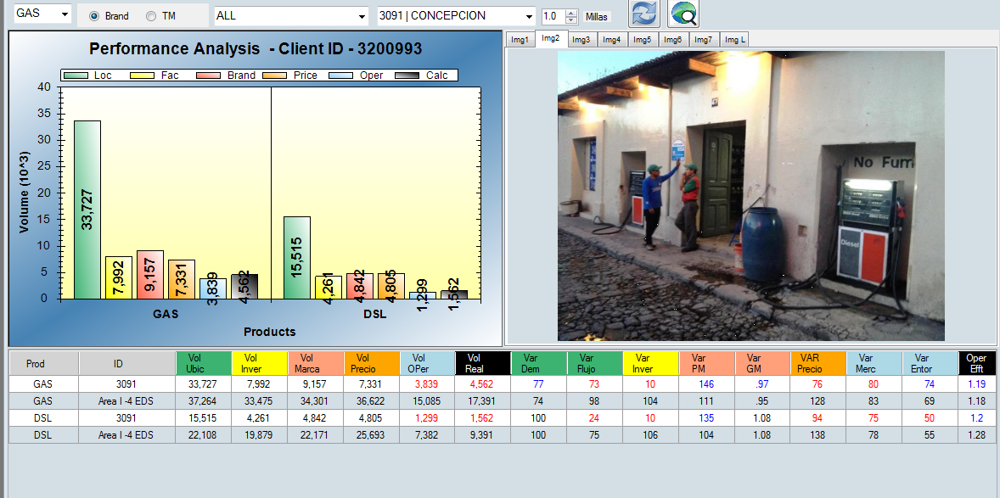 GAS Brand TM ALL 3091 | CONCEPCION 1.0 Millas
Img1 Img2 Img3 Img4 Img5 Img6 Img7 Img L
Performance Analysis - Client ID - 3200993
Loc Fac Brand Price Oper Calc
Volume (10^3)
40
35
30
25
20
15
10
5
0
33,727
7,992
9,157
7,331
3,839
4,562
15,515
4,261
4,842
4,805
1,299
1,562
GAS DSL
Products
47
No Fum
Diesel
Prod ID Vol Ubic Vol Inver Vol Marca Vol Precio Vol OPer Vol Real Var Dem Var Flujo Var Inver Var PM Var GM VAR Precio Var Merc Var Entor Oper Efft
GAS 3091 33,727 7,992 9,157 7,331 3,839 4,562 77 73 10 146 .97 76 80 74 1.19
GAS Area I -4 EDS 37,264 33,475 34,301 36,622 15,085 17,391 74 98 104 111 .95 128 83 69 1.18
DSL 3091 15,515 4,261 4,842 4,805 1,299 1,562 100 24 10 135 1.08 94 75 50 1.2
DSL Area I -4 EDS 22,108 19,879 22,171 25,693 7,382 9,391 100 75 106 104 1.08 138 78 55 1.28